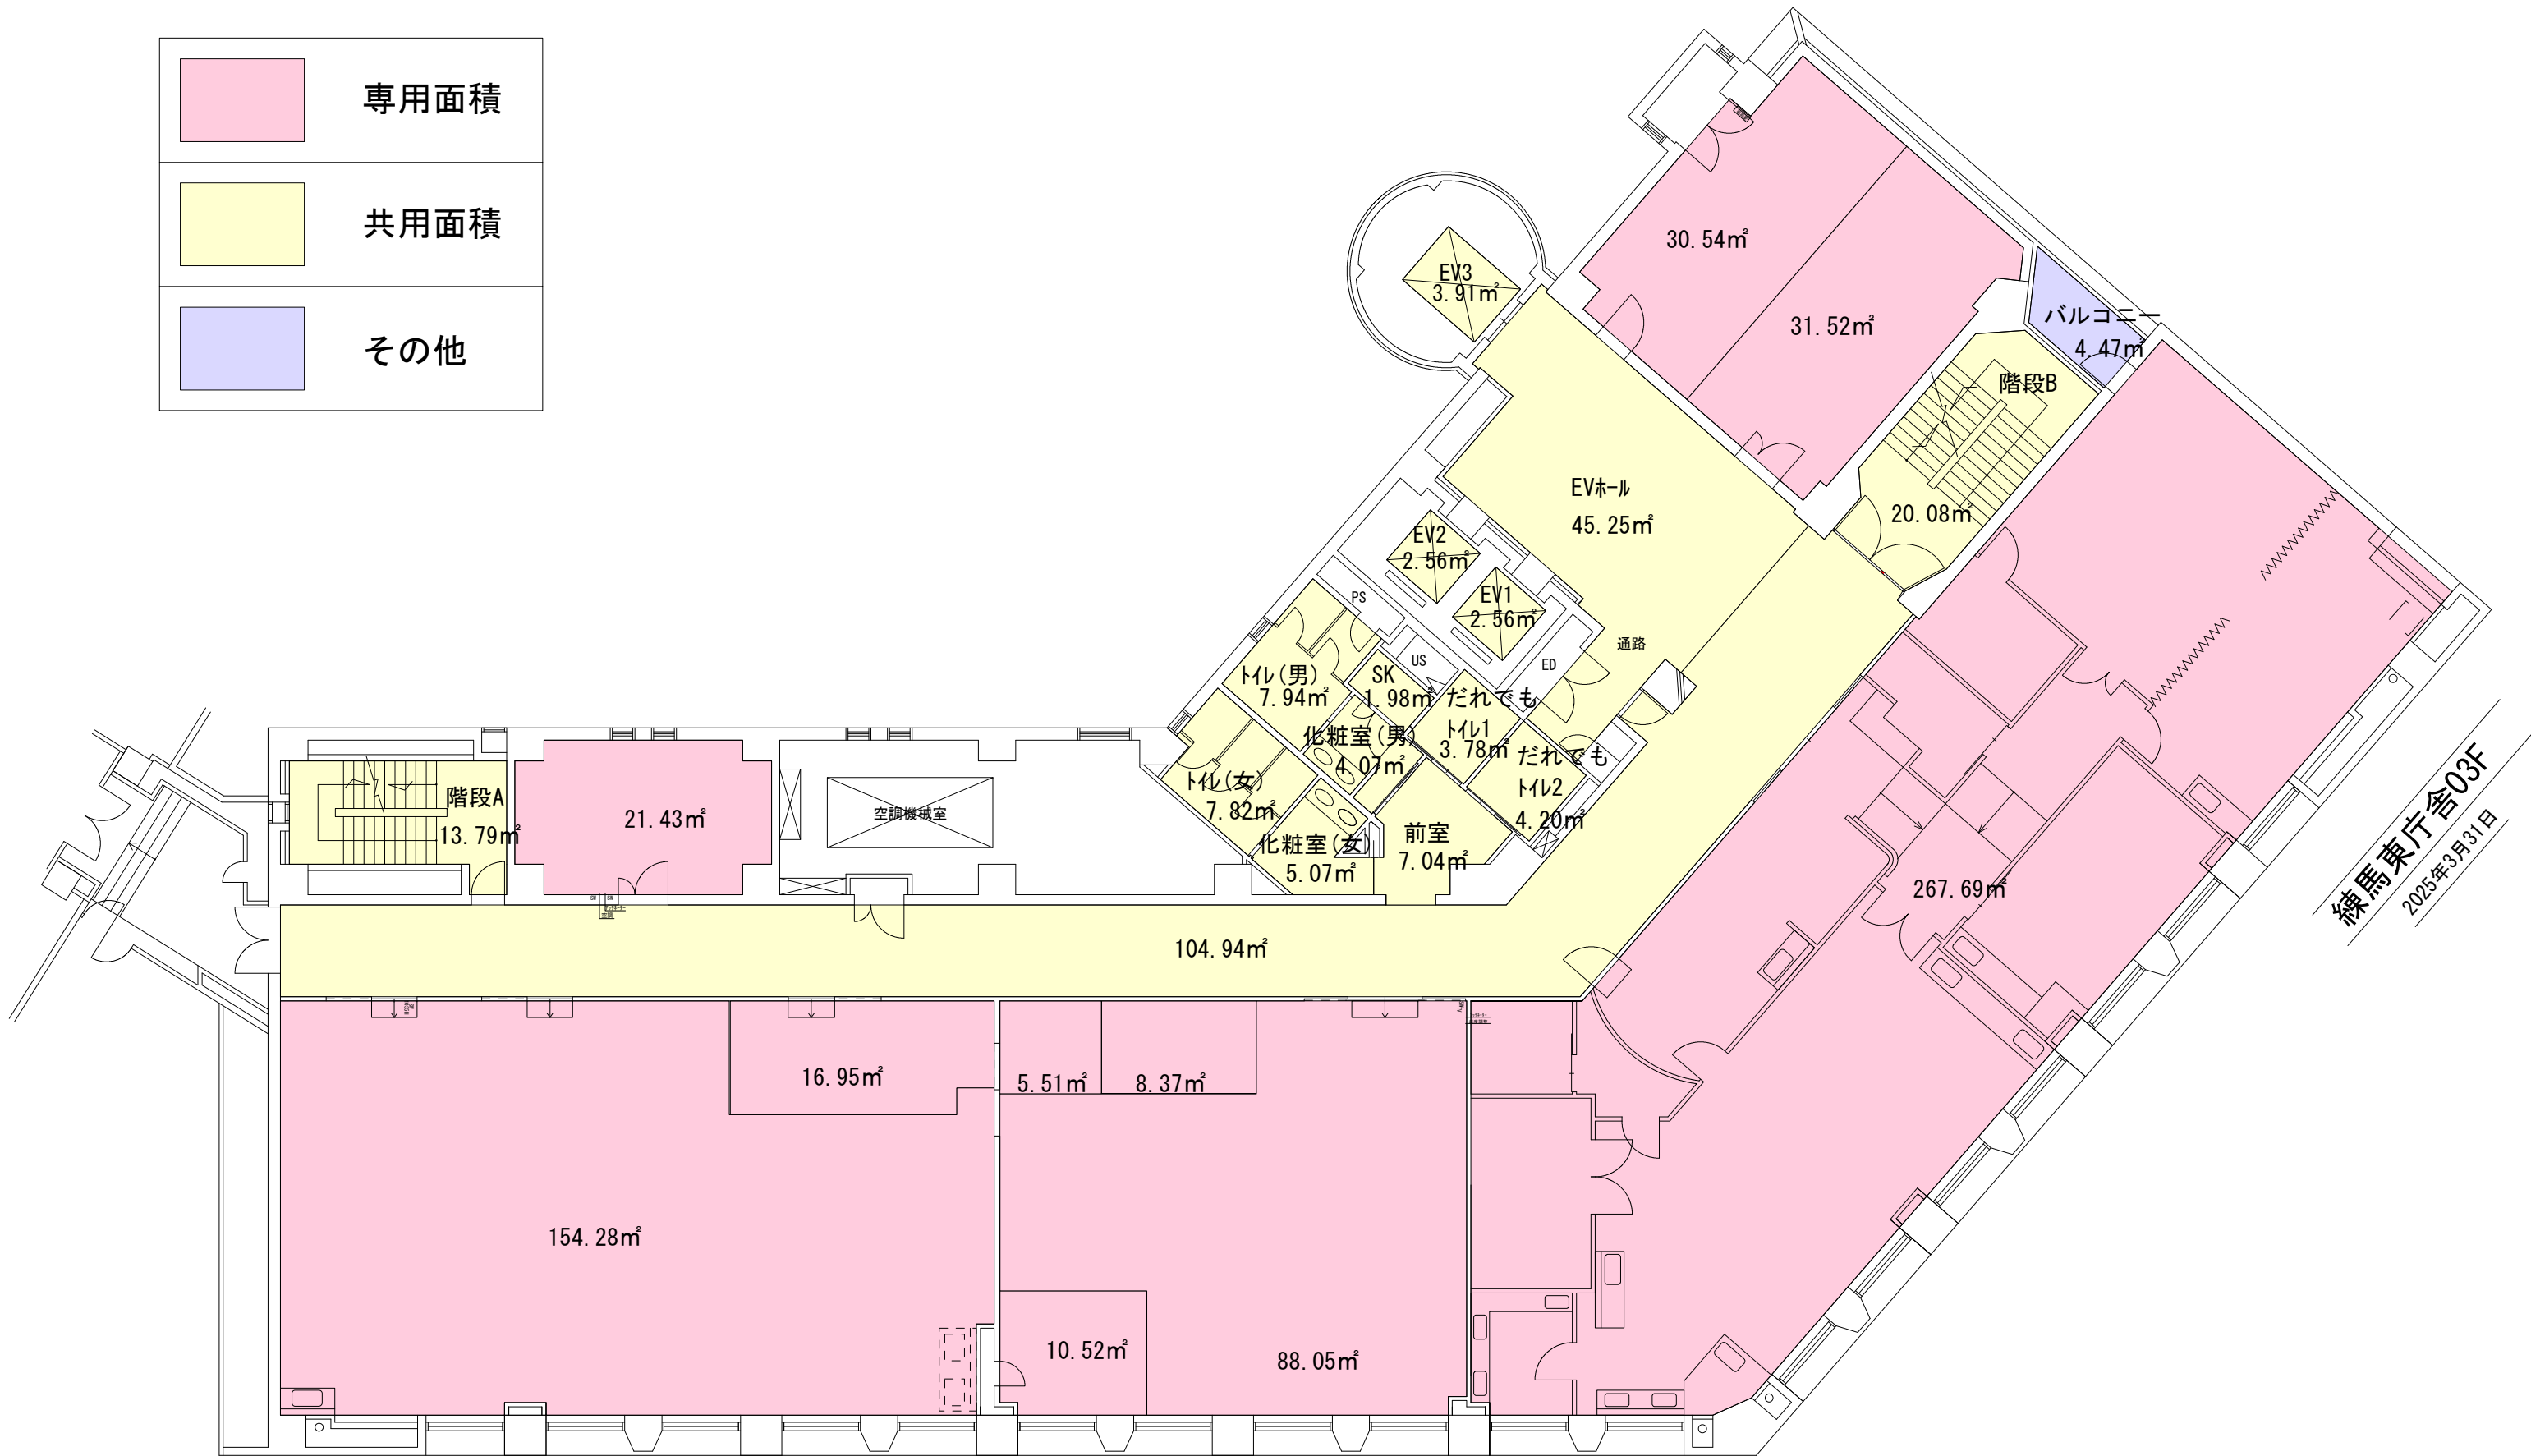 専用面積
共用面積
その他
30.54㎡
EV3
3.91㎡
31.52㎡
バルコニー
4.47㎡
階段B
20.08㎡
EVホール
45.25㎡
EV2
2.56㎡
EV1
2.56㎡
PS
US
ED
通路
トイレ(男)
7.94㎡
SK
1.98㎡
だれでも
トイレ1
3.78㎡
化粧室(男)
4.07㎡
だれでも
トイレ2
4.20㎡
トイレ(女)
7.82㎡
化粧室(女)
5.07㎡
前室
7.04㎡
階段A
13.79㎡
21.43㎡
空調機械室
267.69㎡
104.94㎡
練馬東庁舎03F
2025年3月31日
16.95㎡
5.51㎡
8.37㎡
154.28㎡
10.52㎡
88.05㎡